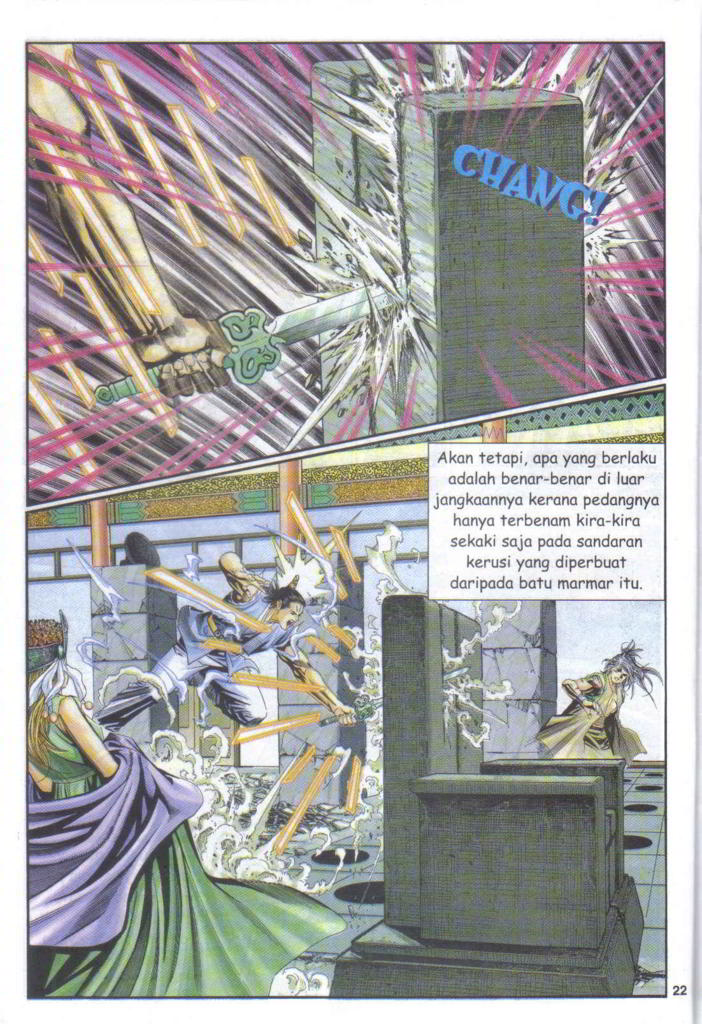 CHANG!
Akan tetapi, apa yang berlaku
adalah benar-benar di luar
jangkaannya kerana pedangnya
hanya terbenam kira-kira
sekaki saja pada sandaran
kerusi yang diperbuat
daripada batu marmar itu.
22